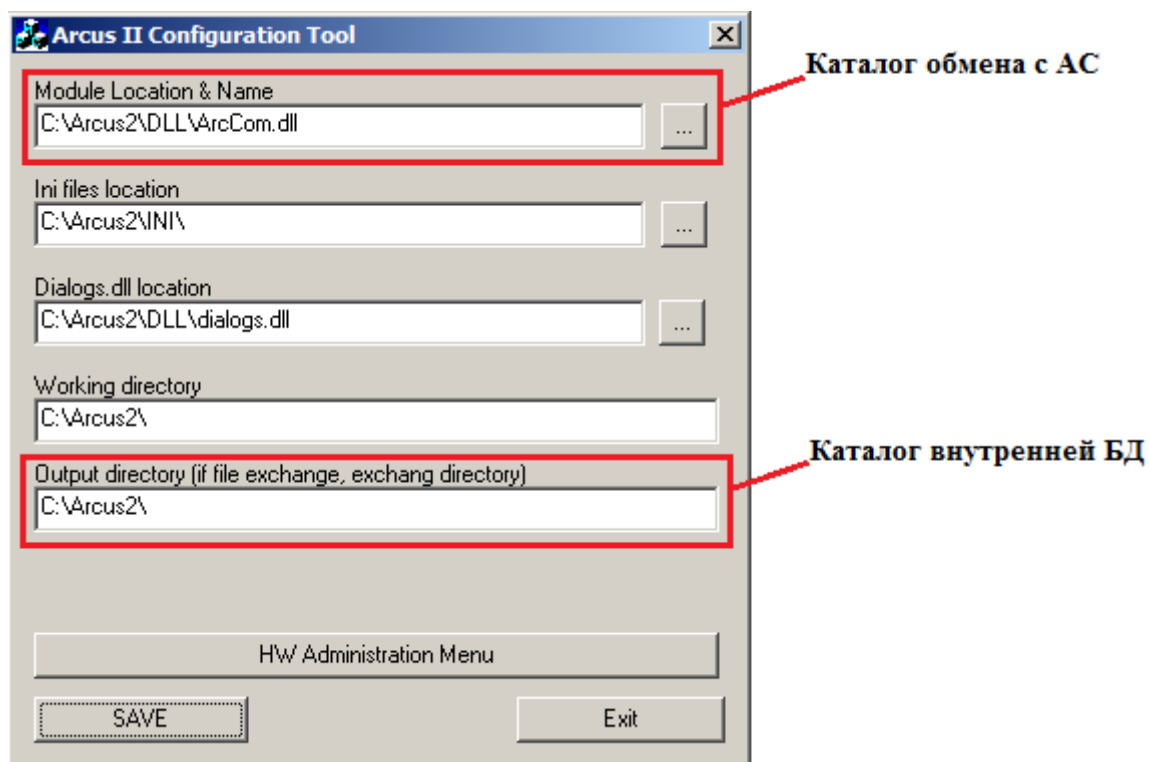 Arcus II Configuration Tool
Каталог обмена с АС
Module Location & Name
C:\Arcus2\DLL\ArcCom.dll
...
Ini files location
C:\Arcus2\INI\
...
Dialogs.dll location
C:\Arcus2\DLL\dialogs.dll
...
Working directory
C:\Arcus2\
Каталог внутренней БД
Output directory (if file exchange, exchang directory)
C:\Arcus2\
HW Administration Menu
SAVE
Exit